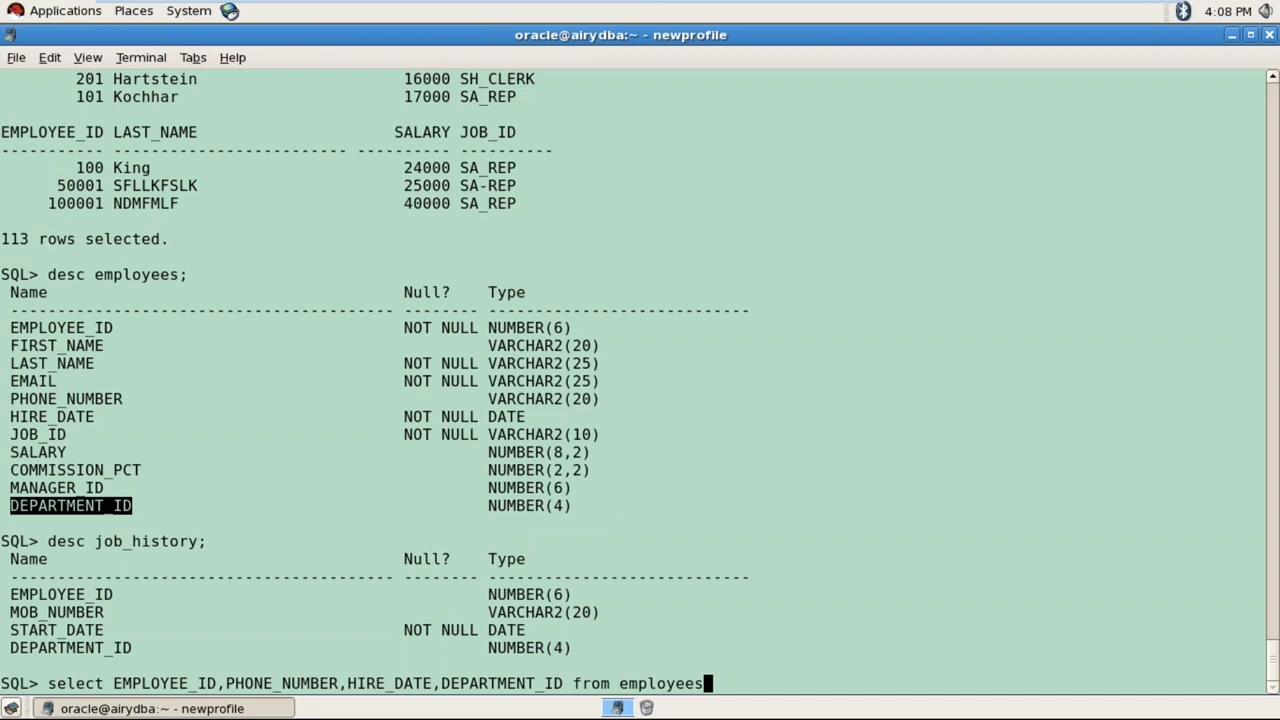 Applications Places System 4:08 PM
oracle@airydba:~ - newprofile
File Edit View Terminal Tabs Help
201 Hartstein 16000 SH_CLERK
101 Kochhar 17000 SA_REP
EMPLOYEE_ID LAST_NAME SALARY JOB_ID
----------- ------------------------- ---------- ----------
100 King 24000 SA_REP
50001 SFLLKFSLK 25000 SA-REP
100001 NDMFMLF 40000 SA_REP
113 rows selected.
SQL> desc employees;
Name Null? Type
----------------------------------------- -------- ----------------------------
EMPLOYEE_ID NOT NULL NUMBER(6)
FIRST_NAME VARCHAR2(20)
LAST_NAME NOT NULL VARCHAR2(25)
EMAIL NOT NULL VARCHAR2(25)
PHONE_NUMBER VARCHAR2(20)
HIRE_DATE NOT NULL DATE
JOB_ID NOT NULL VARCHAR2(10)
SALARY NUMBER(8,2)
COMMISSION_PCT NUMBER(2,2)
MANAGER_ID NUMBER(6)
DEPARTMENT_ID NUMBER(4)
SQL> desc job_history;
Name Null? Type
----------------------------------------- -------- ----------------------------
EMPLOYEE_ID NUMBER(6)
MOB_NUMBER VARCHAR2(20)
START_DATE NOT NULL DATE
DEPARTMENT_ID NUMBER(4)
SQL> select EMPLOYEE_ID,PHONE_NUMBER,HIRE_DATE,DEPARTMENT_ID from employees
oracle@airydba:~ - newprofile